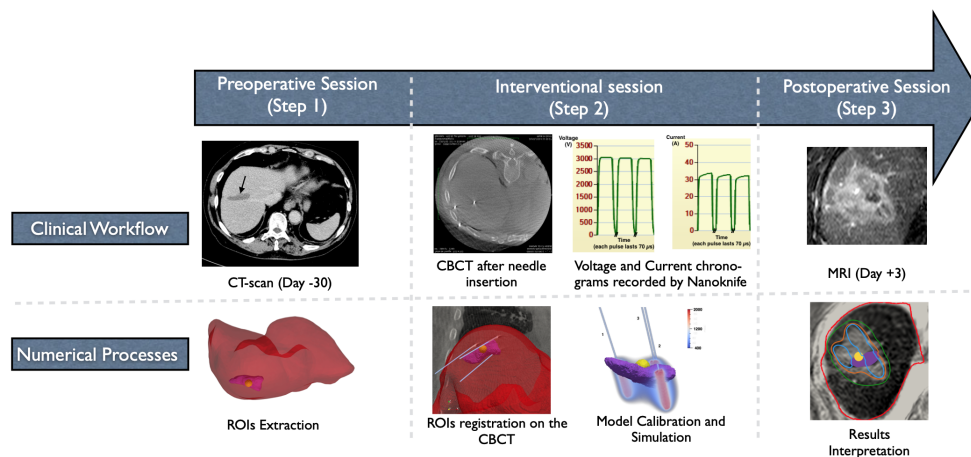 Preoperative Session
(Step 1)
Interventional session
(Step 2)
Postoperative Session
(Step 3)
Clinical Workflow
Voltage
(V)
3500
3000
2500
2000
1500
1000
500
0
Time
(each pulse lasts 70 µs)
Current
(A)
50
40
30
20
10
0
Time
(each pulse lasts 70 µs)
CT-scan (Day -30)
CBCT after needle
insertion
Voltage and Current chrono-
grams recorded by Nanoknife
MRI (Day +3)
Numerical Processes
ROIs Extraction
ROIs registration on the
CBCT
Model Calibration and
Simulation
Results
Interpretation